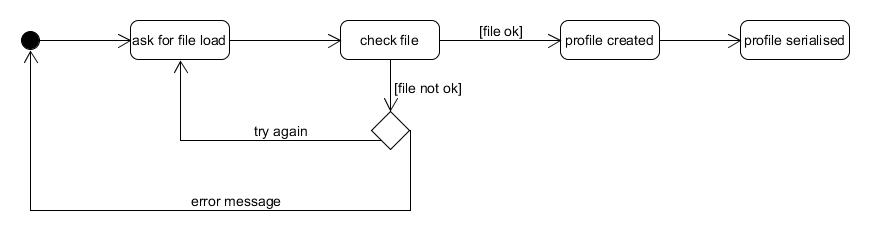 ask for file load
check file
[file ok]
profile created
profile serialised
[file not ok]
try again
error message